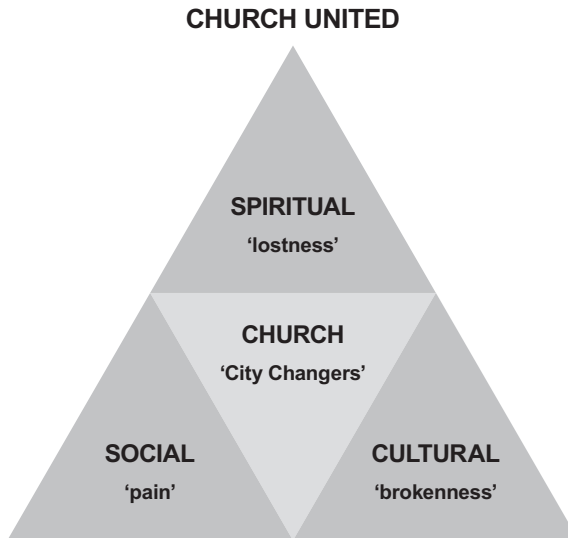 CHURCH UNITED
SPIRITUAL
‘lostness’
CHURCH
‘City Changers’
SOCIAL
‘pain’
CULTURAL
‘brokenness’